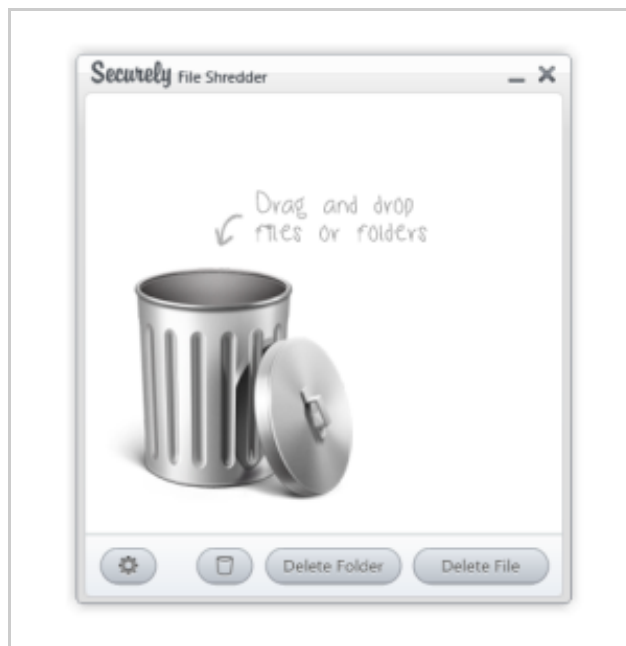 Securely File Shredder
Drag and drop
files or folders
Delete Folder
Delete File